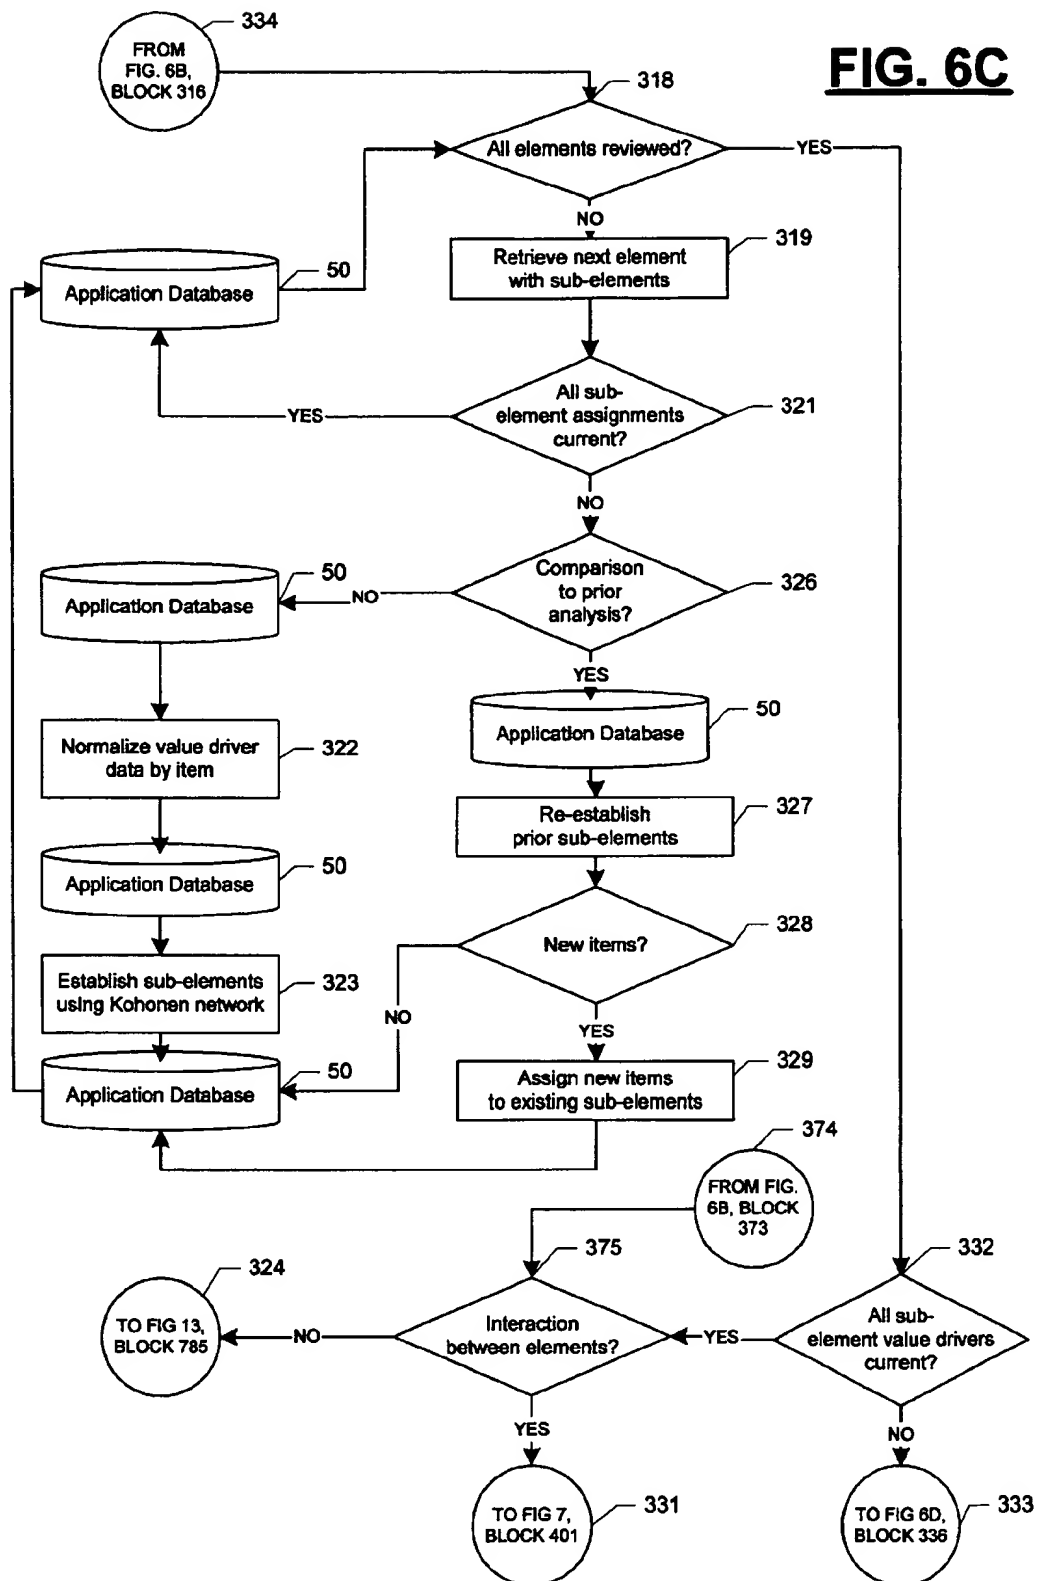 334
FROM
FIG. 6B,
BLOCK 316
FIG. 6C
318
All elements reviewed?
YES
NO
319
Retrieve next element
with sub-elements
50
Application Database
All sub-
element assignments
current?
321
YES
NO
50
Application Database
NO
Comparison
to prior
analysis?
326
YES
50
Application Database
Normalize value driver
data by item
322
Re-establish
prior sub-elements
327
50
Application Database
New items?
328
Establish sub-elements
using Kohonen network
323
NO
YES
50
Application Database
Assign new items
to existing sub-elements
329
374
FROM FIG.
6B, BLOCK
373
375
332
324
TO FIG 13,
BLOCK 785
NO
Interaction
between elements?
YES
All sub-
element value drivers
current?
YES
NO
TO FIG 7,
BLOCK 401
331
TO FIG 6D,
BLOCK 336
333